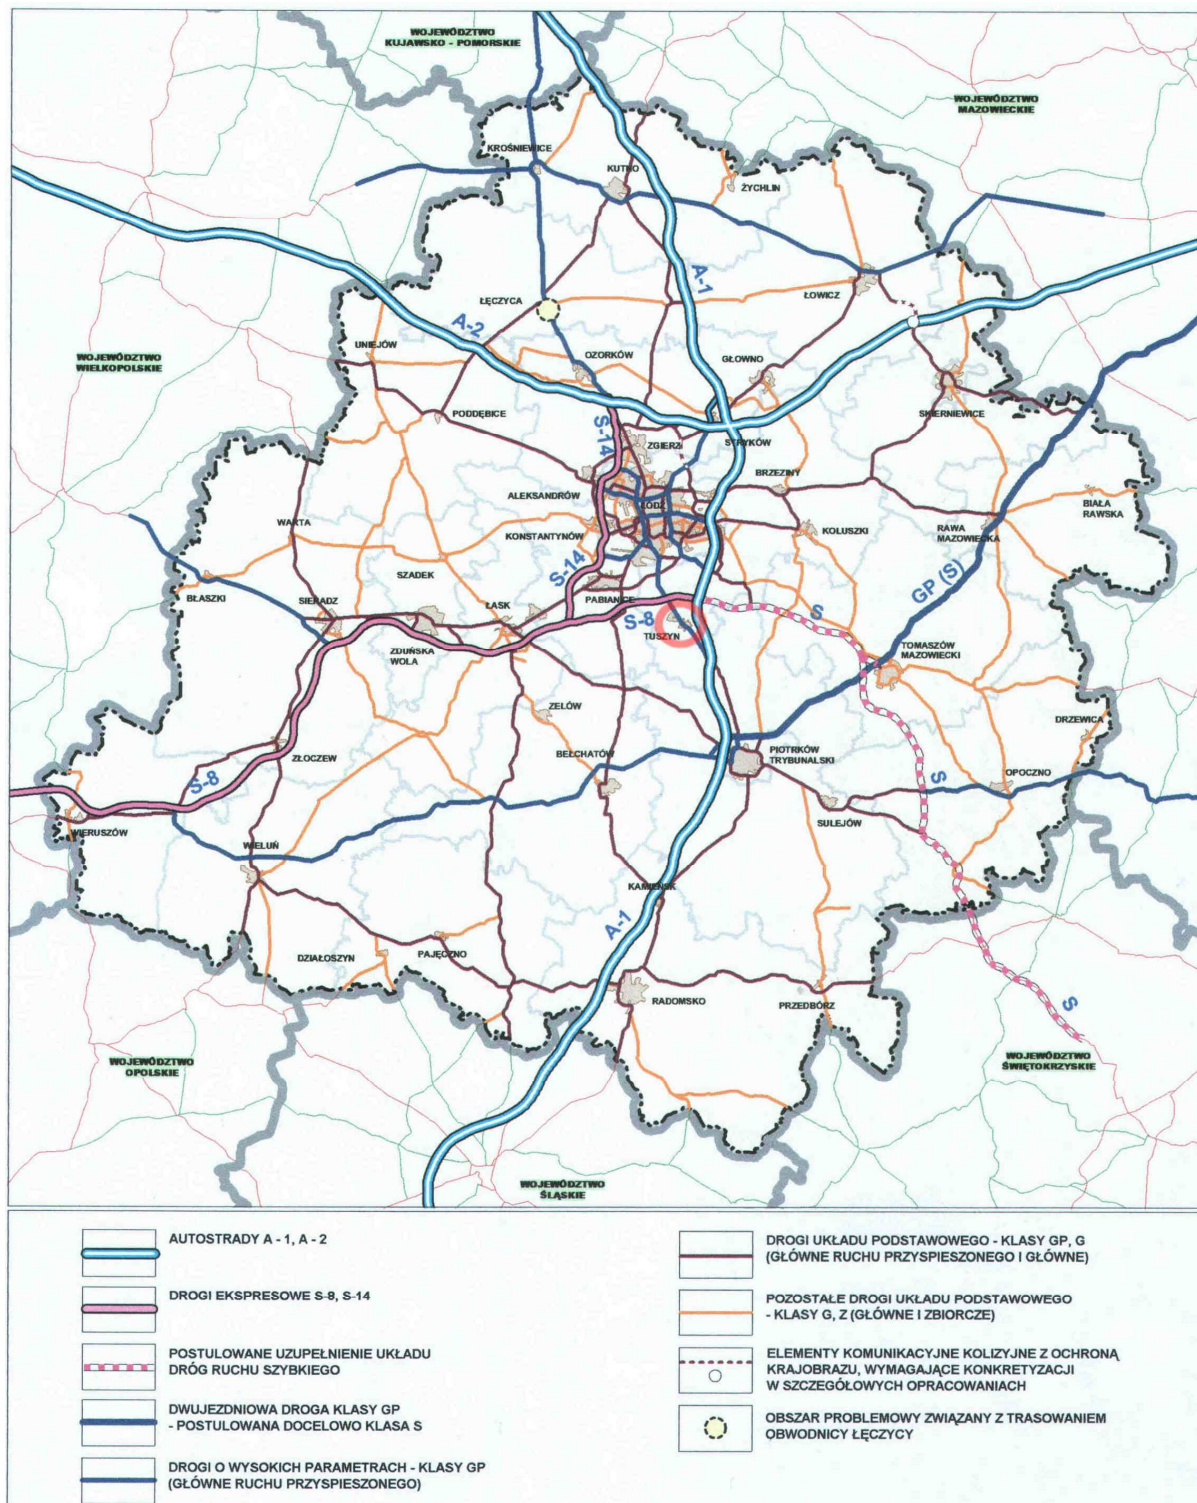 WOJEWÓDZTWO
KUJAWSKO - POMORSKIE
WOJEWÓDZTWO
MAZOWIECKIE
KROŚNIEWICE
KUTNO
ŻYCHLIN
A-1
ŁĘCZYCA
ŁOWICZ
A-2
UNIEJÓW
OZORKÓW
GŁOWNO
WOJEWÓDZTWO
WIELKOPOLSKIE
PODDĘBICE
SKIERNIEWICE
S-14
ZGIERZ
STRYKÓW
BRZEZINY
ALEKSANDRÓW
ŁÓDŹ
BIAŁA
RAWSKA
WARTA
KONSTANTYNÓW
KOLUSZKI
RAWA
MAZOWIECKA
SZADEK
S-14
GP (S)
BŁASZKI
SIERADZ
ŁASK
PABIANICE
S-8
S
ZDUŃSKA
WOLA
TUSZYN
TOMASZÓW
MAZOWIECKI
ZELÓW
DRZEWICA
ZŁOCZEW
BEŁCHATÓW
PIOTRKÓW
TRYBUNALSKI
S-8
S
OPOCZNO
WIERUSZÓW
SULEJÓW
WIELUŃ
KAMIEŃSK
A-1
DZIAŁOSZYN
PAJĘCZNO
RADOMSKO
PRZEDBÓRZ
S
WOJEWÓDZTWO
OPOLSKIE
WOJEWÓDZTWO
ŚWIĘTOKRZYSKIE
WOJEWÓDZTWO
ŚLĄSKIE
AUTOSTRADY A - 1, A - 2
DROGI EKSPRESOWE S-8, S-14
POSTULOWANE UZUPEŁNIENIE UKŁADU
DRÓG RUCHU SZYBKIEGO
DWUJEZDNIOWA DROGA KLASY GP
- POSTULOWANA DOCELOWO KLASA S
DROGI O WYSOKICH PARAMETRACH - KLASY GP
(GŁÓWNE RUCHU PRZYSPIESZONEGO)
DROGI UKŁADU PODSTAWOWEGO - KLASY GP, G
(GŁÓWNE RUCHU PRZYSPIESZONEGO I GŁÓWNE)
POZOSTAŁE DROGI UKŁADU PODSTAWOWEGO
- KLASY G, Z (GŁÓWNE I ZBIORCZE)
ELEMENTY KOMUNIKACYJNE KOLIZYJNE Z OCHRONĄ
KRAJOBRAZU, WYMAGAJĄCE KONKRETYZACJI
W SZCZEGÓŁOWYCH OPRACOWANIACH
OBSZAR PROBLEMOWY ZWIĄZANY Z TRASOWANIEM
OBWODNICY ŁĘCZYCY